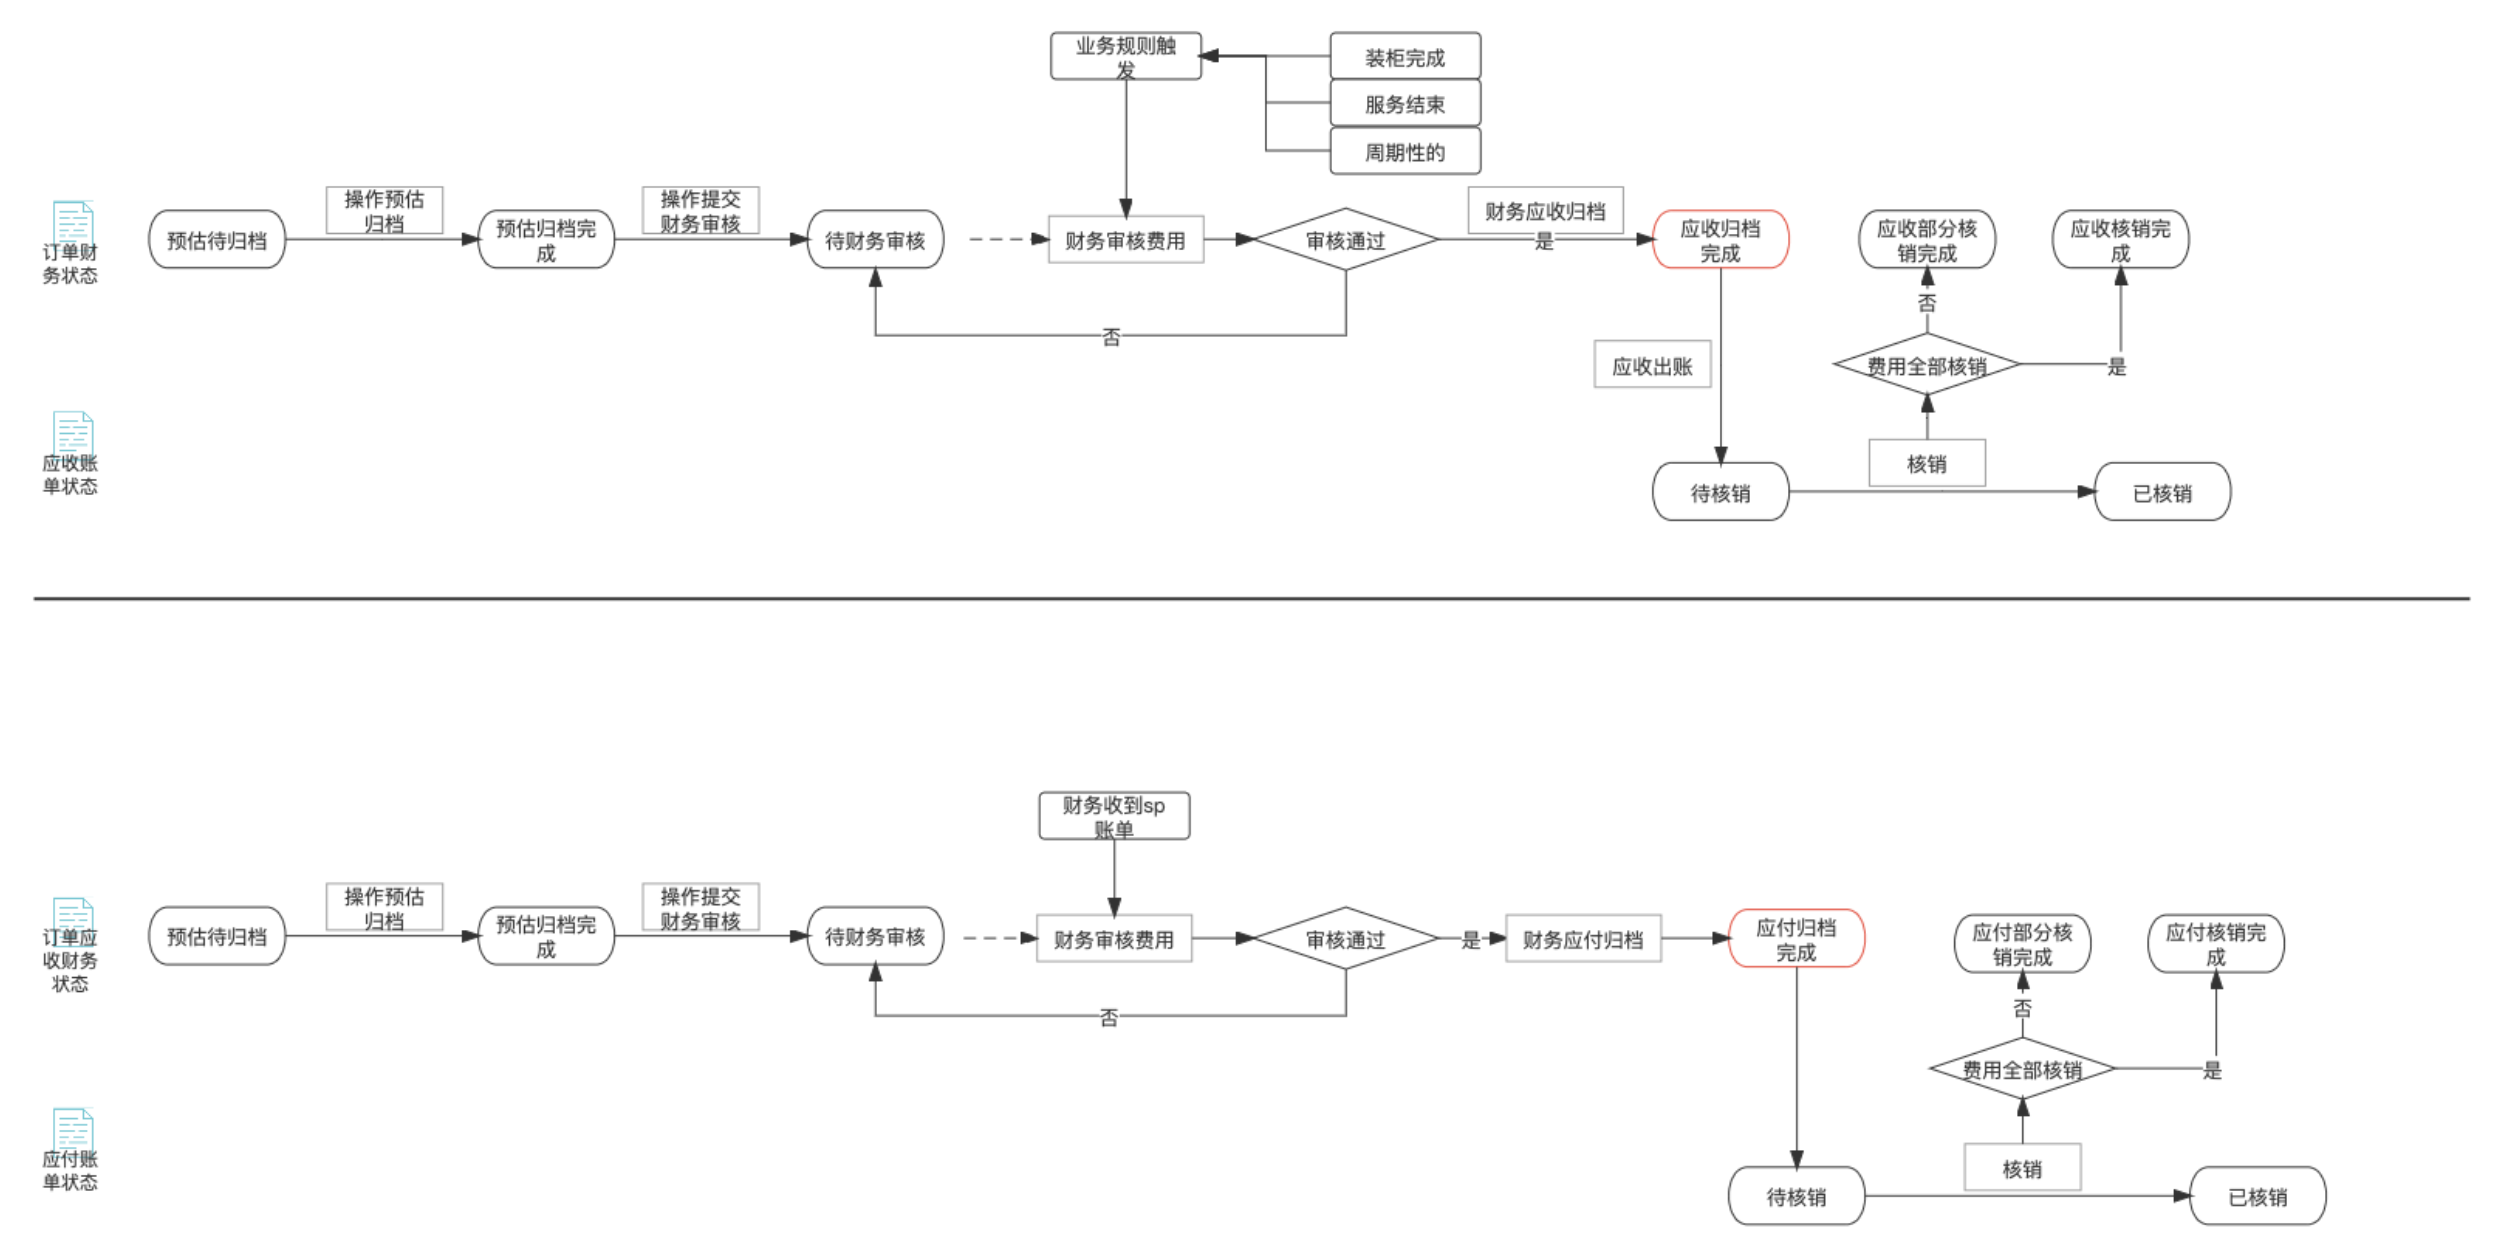 业务规则触
发
装柜完成
服务结束
周期性的
订单财
务状态
预估待归档
操作预估
归档
预估归档完
成
操作提交
财务审核
待财务审核
财务审核费用
审核通过
财务应收归档
是
应收归档
完成
应收部分核
销完成
应收核销完
成
否
否
应收出账
费用全部核销
是
应收账
单状态
核销
待核销
已核销
财务收到sp
账单
订单应
收财务
状态
预估待归档
操作预估
归档
预估归档完
成
操作提交
财务审核
待财务审核
财务审核费用
审核通过
是
财务应付归档
应付归档
完成
应付部分核
销完成
应付核销完
成
否
否
费用全部核销
是
应付账
单状态
核销
待核销
已核销